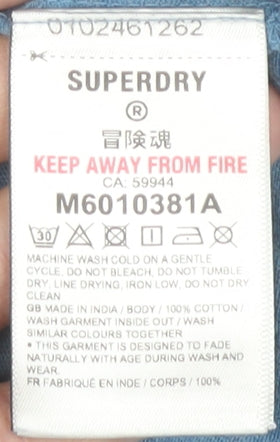 0102461262
SUPERDRY
®
冒険魂
KEEP AWAY FROM FIRE
CA: 59944
M6010381A
30
MACHINE WASH COLD ON A GENTLE
CYCLE, DO NOT BLEACH, DO NOT TUMBLE
DRY, LINE DRYING, IRON LOW, DO NOT DRY
CLEAN
GB MADE IN INDIA / BODY / 100% COTTON /
WASH GARMENT INSIDE OUT / WASH
SIMILAR COLOURS TOGETHER
• THIS GARMENT IS DESIGNED TO FADE
NATURALLY WITH AGE DURING WASH AND
WEAR.
FR FABRIQUÉ EN INDE / CORPS / 100%